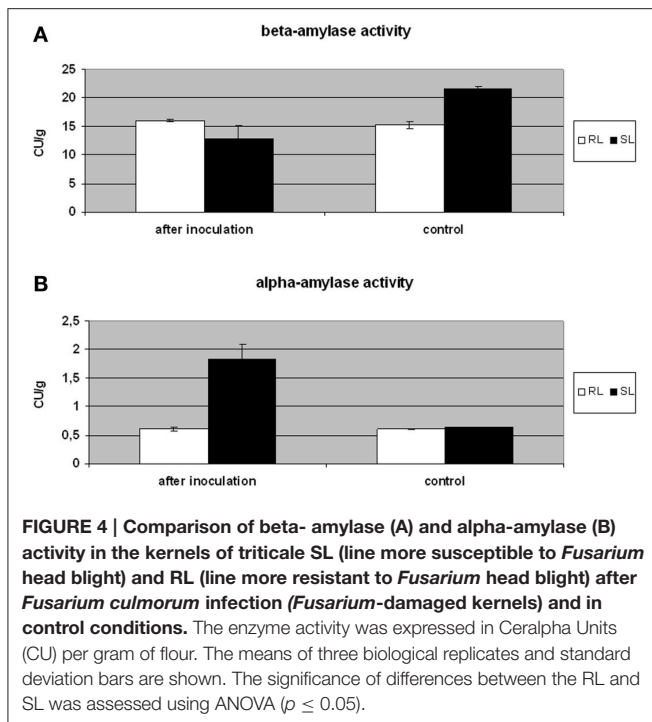 A
beta-amylase activity
25
20
15
10
5
0
CU/g
after inoculation
control
RL SL
B
alpha-amylase activity
2,5
2
1,5
1
0,5
0
CU/g
after inoculation
control
RL SL
FIGURE 4 | Comparison of beta- amylase (A) and alpha-amylase (B)
activity in the kernels of triticale SL (line more susceptible to Fusarium
head blight) and RL (line more resistant to Fusarium head blight) after
Fusarium culmorum infection (Fusarium-damaged kernels) and in
control conditions. The enzyme activity was expressed in Ceralpha Units
(CU) per gram of flour. The means of three biological replicates and standard
deviation bars are shown. The significance of differences between the RL and
SL was assessed using ANOVA (p ≤ 0.05).